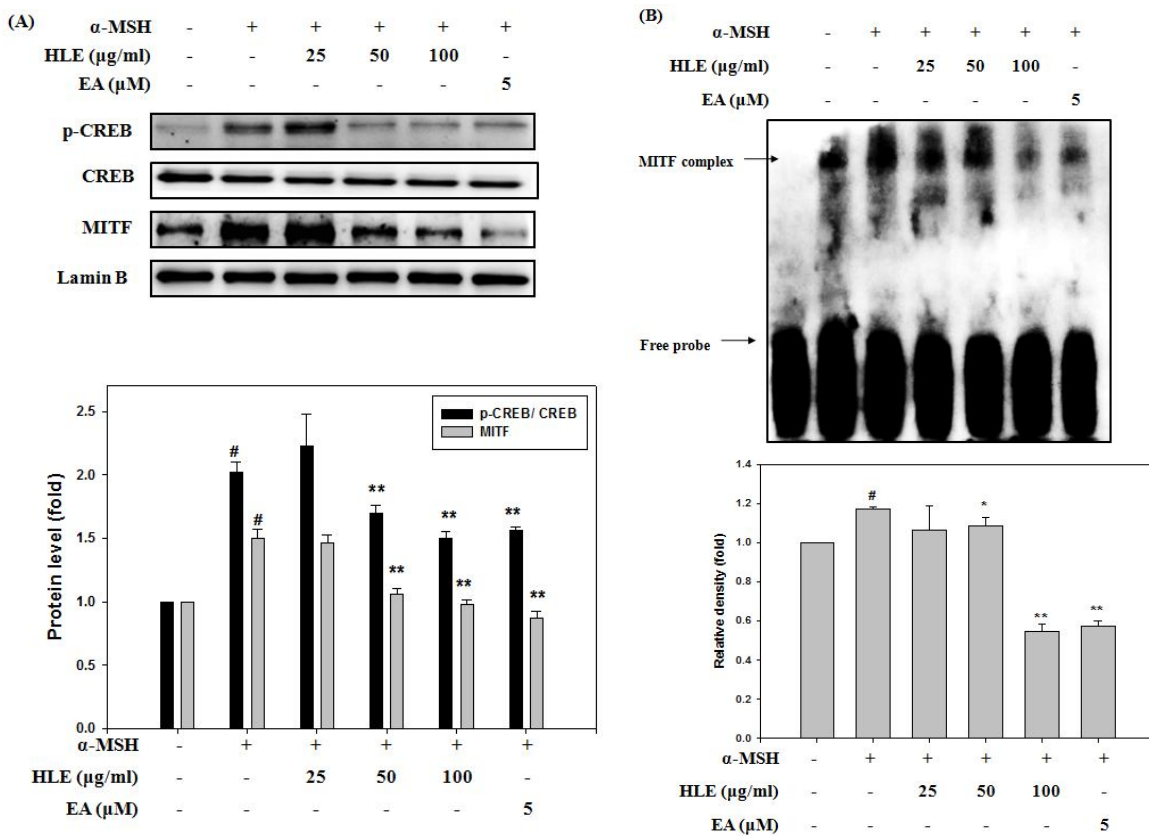 (A)
α-MSH - + + + + +
HLE (µg/ml) - - 25 50 100 -
EA (µM) - - - - - 5
p-CREB
CREB
MITF
Lamin B
Protein level (fold)
2.5
2.0
1.5
1.0
0.5
0.0
p-CREB/ CREB
MITF
# # ** ** ** ** ** **
α-MSH - + + + + +
HLE (µg/ml) - - 25 50 100 -
EA (µM) - - - - - 5
(B)
α-MSH - + + + + +
HLE (µg/ml) - - 25 50 100 -
EA (µM) - - - - - 5
MITF complex
Free probe
Relative density (fold)
1.4
1.2
1.0
0.8
0.6
0.4
0.2
0.0
# * ** **
α-MSH - + + + + +
HLE (µg/ml) - - 25 50 100 -
EA (µM) - - - - - 5